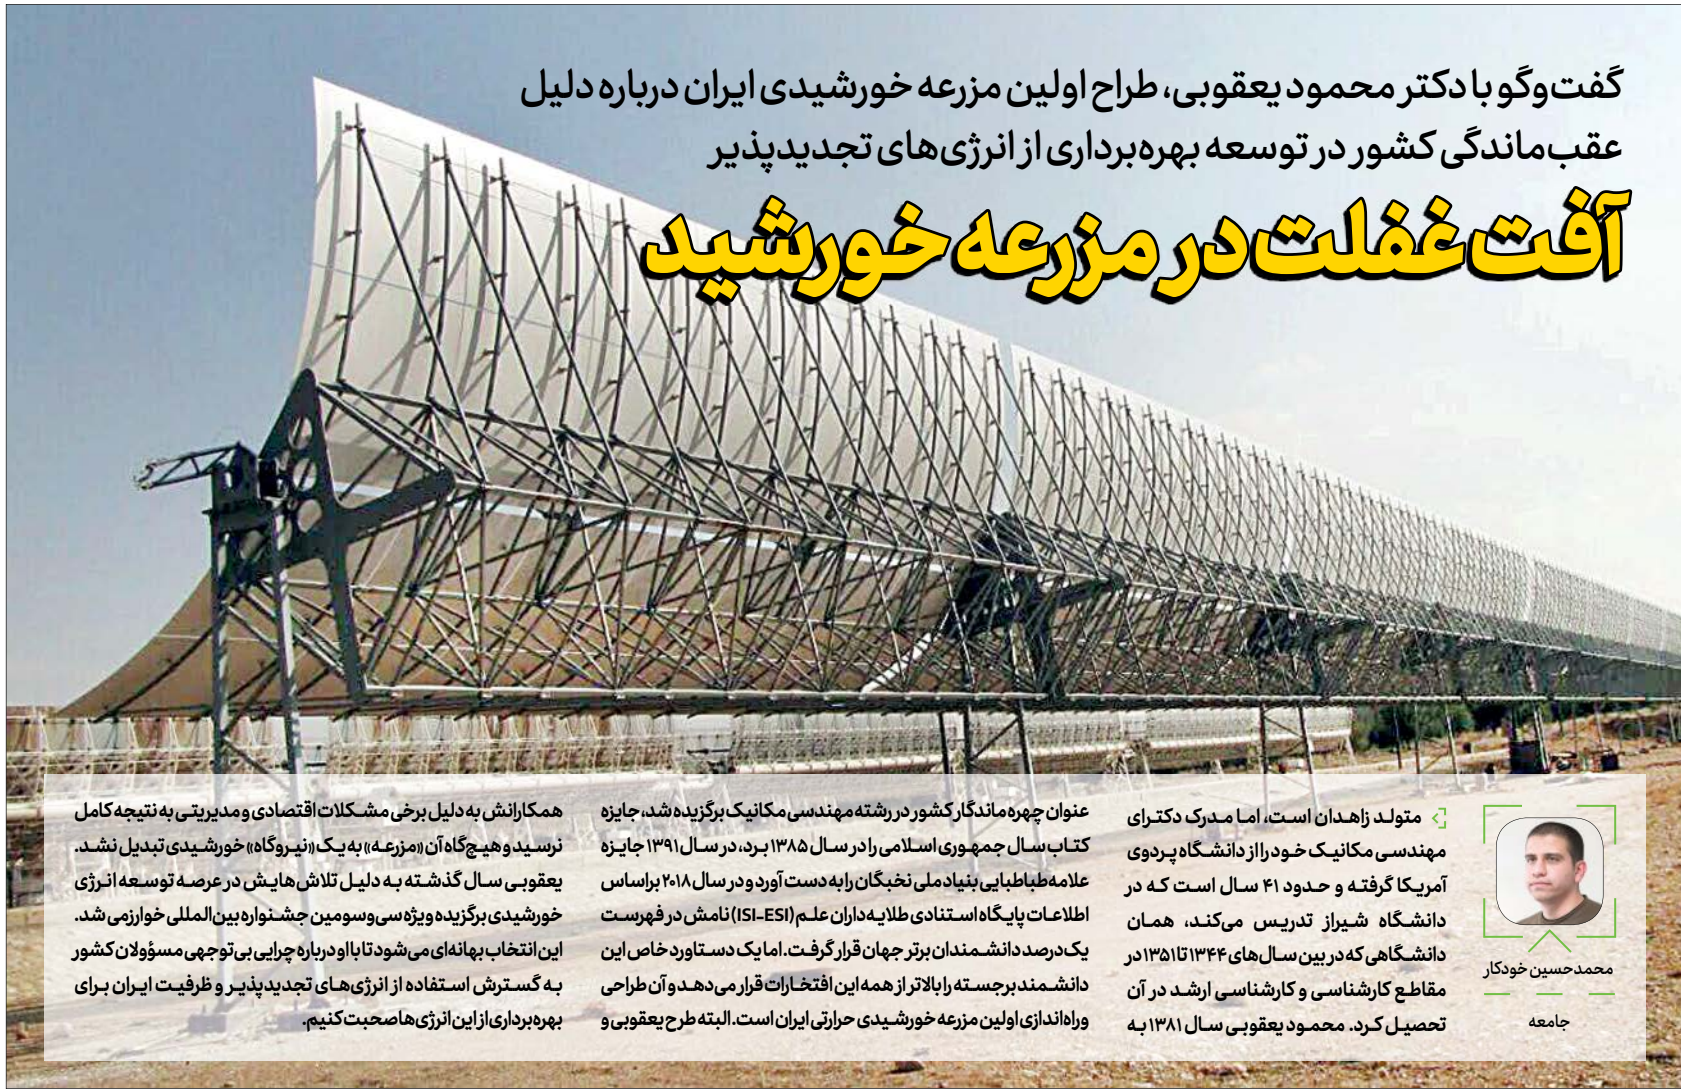 گفت‌وگو با دکتر محمود یعقوبی، طراح اولین مزرعه خورشیدی ایران درباره دلیل
عقب‌ماندگی کشور در توسعه بهره‌برداری از انرژی‌های تجدیدپذیر
آفت غفلت در مزرعه خورشید
محمدحسین خودکار
جامعه
متولد زاهدان است، اما مدرک دکترای
مهندسی مکانیک خود را از دانشگاه پردوی
آمریکا گرفته و حدود ۴۱ سال است که در
دانشگاه شیراز تدریس می‌کند، همان
دانشگاهی که در بین سال‌های ۱۳۴۴ تا ۱۳۵۱ در
مقاطع کارشناسی و کارشناسی ارشد در آن
تحصیل کرد. محمود یعقوبی سال ۱۳۸۱ به
عنوان چهره ماندگار کشور در رشته مهندسی مکانیک برگزیده شد، جایزه
کتاب سال جمهوری اسلامی را در سال ۱۳۸۵ برد، در سال ۱۳۹۱ جایزه
علامه طباطبایی بنیاد ملی نخبگان را به دست آورد و در سال ۲۰۱۸ براساس
اطلاعات پایگاه استنادی طلایه‌داران علم (ISI-ESI) نامش در فهرست
یک‌درصد دانشمندان برتر جهان قرار گرفت. اما یک دستاورد خاص این
دانشمند برجسته را بالاتر از همه این افتخارات قرار می‌دهد و آن طراحی
و راه‌اندازی اولین مزرعه خورشیدی حرارتی ایران است. البته طرح یعقوبی و
همکارانش به دلیل برخی مشکلات اقتصادی و مدیریتی به نتیجه کامل
نرسید و هیچ‌گاه آن «مزرعه» به یک «نیروگاه» خورشیدی تبدیل نشد.
یعقوبی سال گذشته به دلیل تلاش‌هایش در عرصه توسعه انرژی
خورشیدی برگزیده ویژه سی‌وسومین جشنواره بین‌المللی خوارزمی شد.
این انتخاب بهانه‌ای می‌شود تا با او درباره چرایی بی‌توجهی مسؤولان کشور
به گسترش استفاده از انرژی‌های تجدیدپذیر و ظرفیت ایران برای
بهره‌برداری از این انرژی‌ها صحبت کنیم.